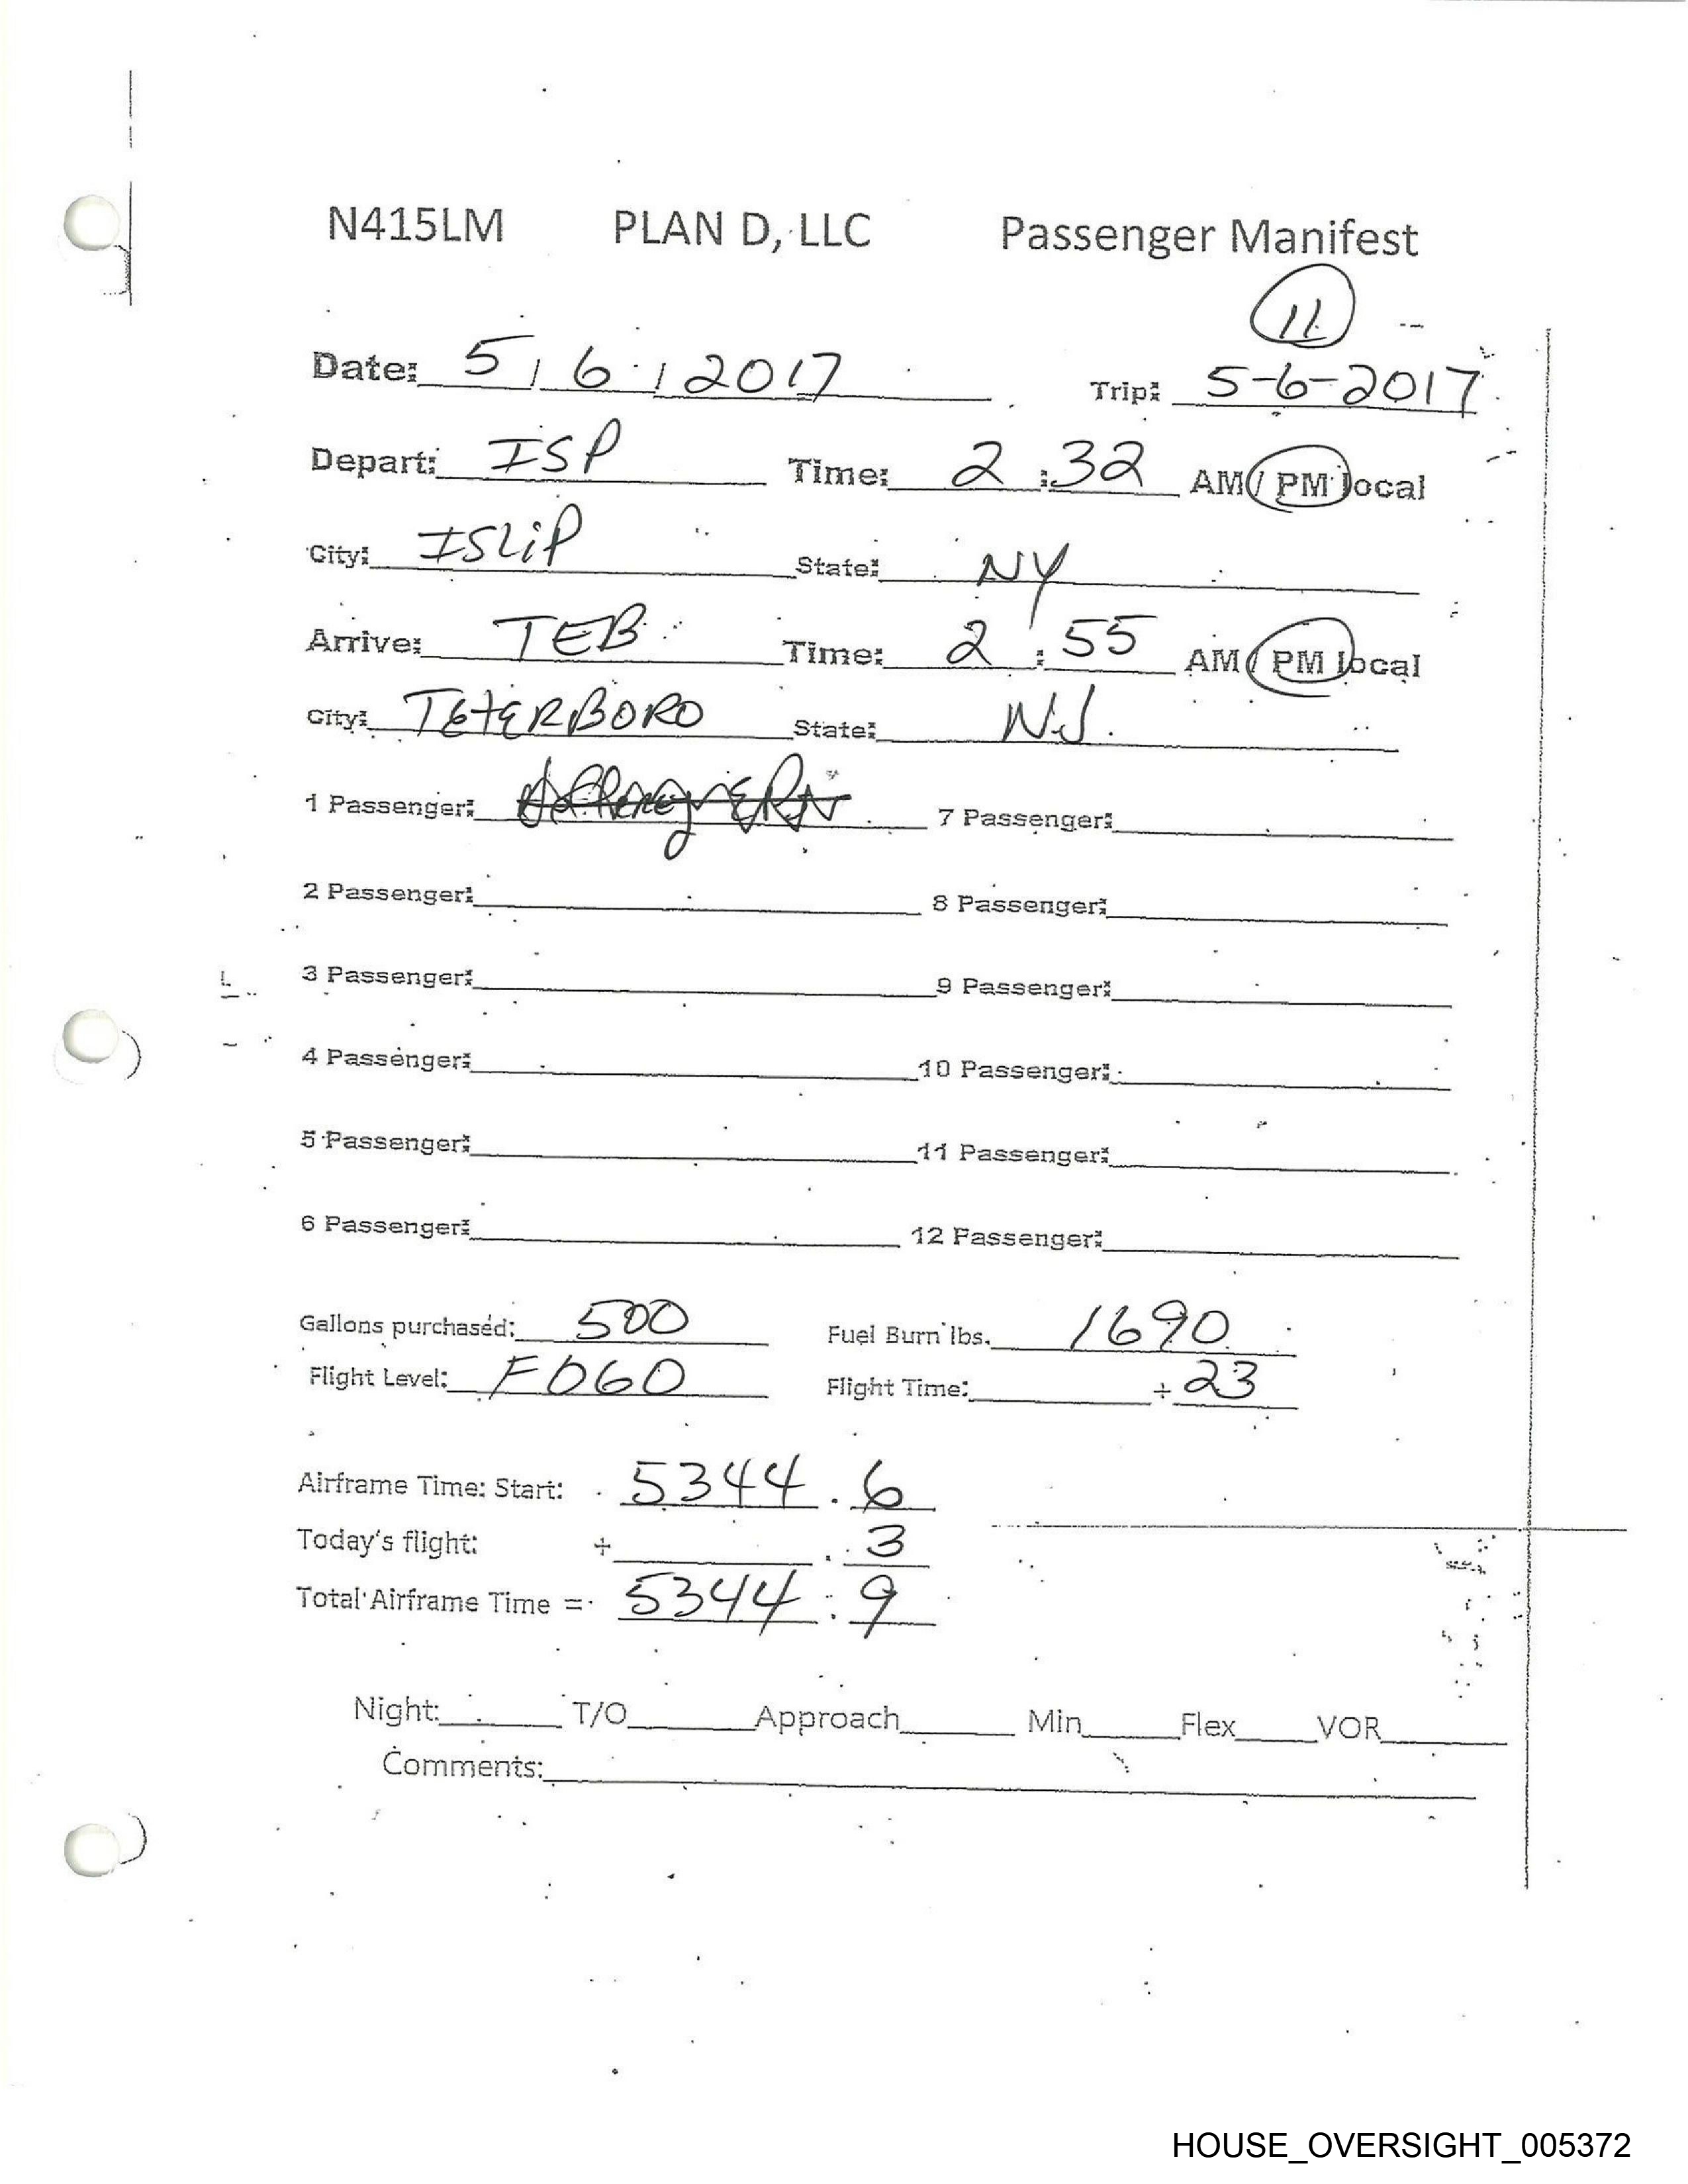 N415LM PLAN D, LLC Passenger Manifest
11
Date: 5 / 6 / 2017 Trip: 5-6-2017
Depart: ISP Time: 2 : 32 AM / PM local
City: ISLIP State: NY
Arrive: TEB Time: 2 : 55 AM / PM local
City: TETERBORO State: NJ.
1 Passenger: 7 Passenger:
2 Passenger: 8 Passenger:
3 Passenger: 9 Passenger:
4 Passenger: 10 Passenger:
5 Passenger: 11 Passenger:
6 Passenger: 12 Passenger:
Gallons purchased: 500 Fuel Burn lbs. 1690
Flight Level: F060 Flight Time: + 23
Airframe Time: Start: 5344 . 6
Today's flight: + . 3
Total Airframe Time = 5344 . 9
Night: T/O Approach Min Flex VOR
Comments:
HOUSE_OVERSIGHT_005372